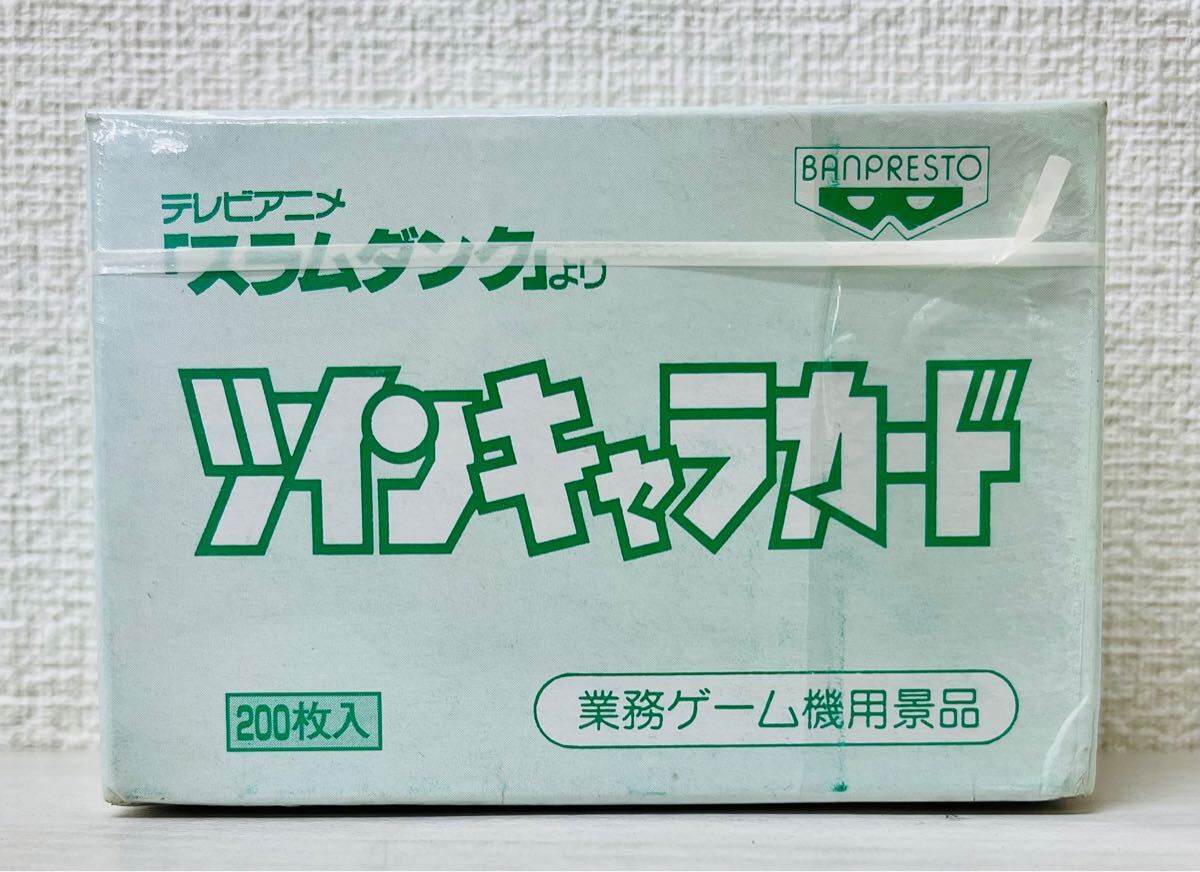 BANPRESTO
テレビアニメ
「スラムダンク」より
ツインキャラカード
200枚入
業務ゲーム機用景品